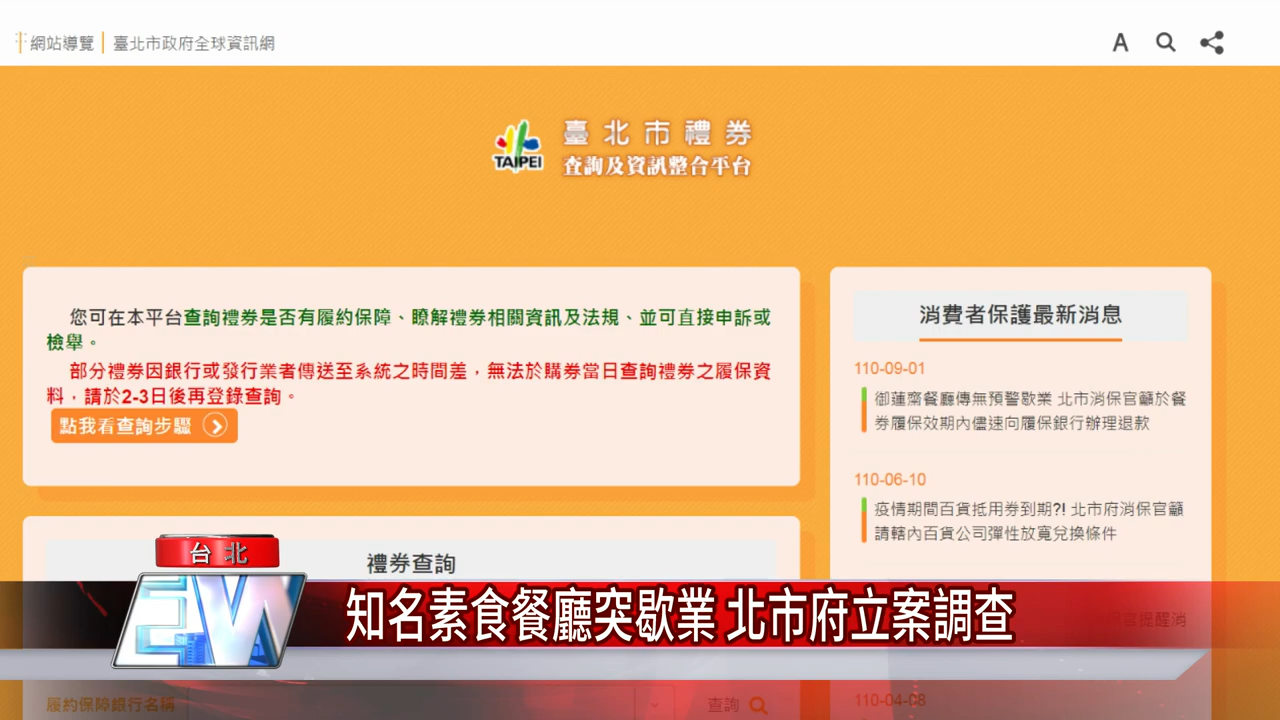 網站導覽
臺北市政府全球資訊網
A
TAIPEI
臺北市禮券
查詢及資訊整合平台
您可在本平台查詢禮券是否有履約保障、瞭解禮券相關資訊及法規、並可直接申訴或
檢舉。
部分禮券因銀行或發行業者傳送至系統之時間差，無法於購券當日查詢禮券之履保資
料，請於2-3日後再登錄查詢。
點我看查詢步驟
消費者保護最新消息
110-09-01
御蓮齋餐廳傳無預警歇業 北市消保官籲於餐
券履保效期內儘速向履保銀行辦理退款
110-06-10
疫情期間百貨抵用券到期?! 北市府消保官籲
請轄內百貨公司彈性放寬兌換條件
禮券查詢
台北
知名素食餐廳突歇業 北市府立案調查
官提醒消
履約保障銀行名稱
查詢
110-04-08